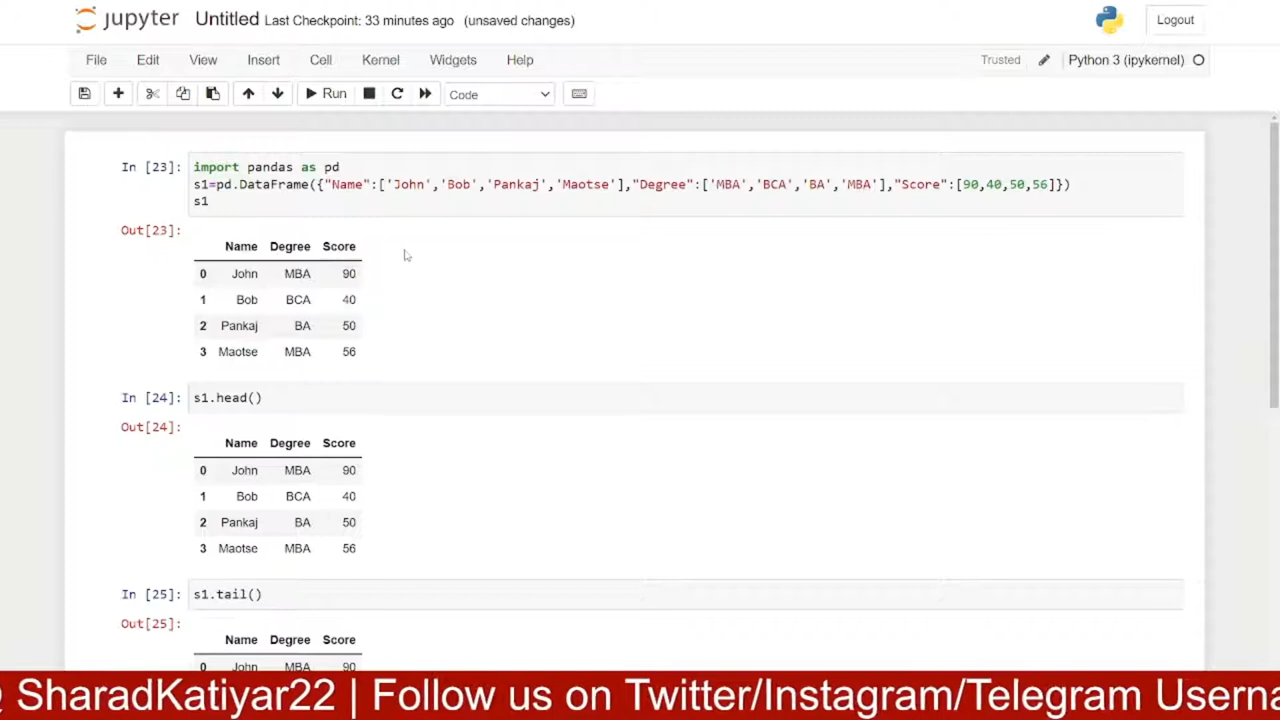 jupyter Untitled Last Checkpoint: 33 minutes ago (unsaved changes) Logout
File Edit View Insert Cell Kernel Widgets Help Trusted Python 3 (ipykernel)
Run Code
In [23]: import pandas as pd
s1=pd.DataFrame({"Name":['John','Bob','Pankaj','Maotse'],"Degree":['MBA','BCA','BA','MBA'],"Score":[90,40,50,56]})
s1
Out[23]:
Name Degree Score
0 John MBA 90
1 Bob BCA 40
2 Pankaj BA 50
3 Maotse MBA 56
In [24]: s1.head()
Out[24]:
Name Degree Score
0 John MBA 90
1 Bob BCA 40
2 Pankaj BA 50
3 Maotse MBA 56
In [25]: s1.tail()
Out[25]:
Name Degree Score
0 John MBA 90
@ SharadKatiyar22 | Follow us on Twitter/Instagram/Telegram Userna